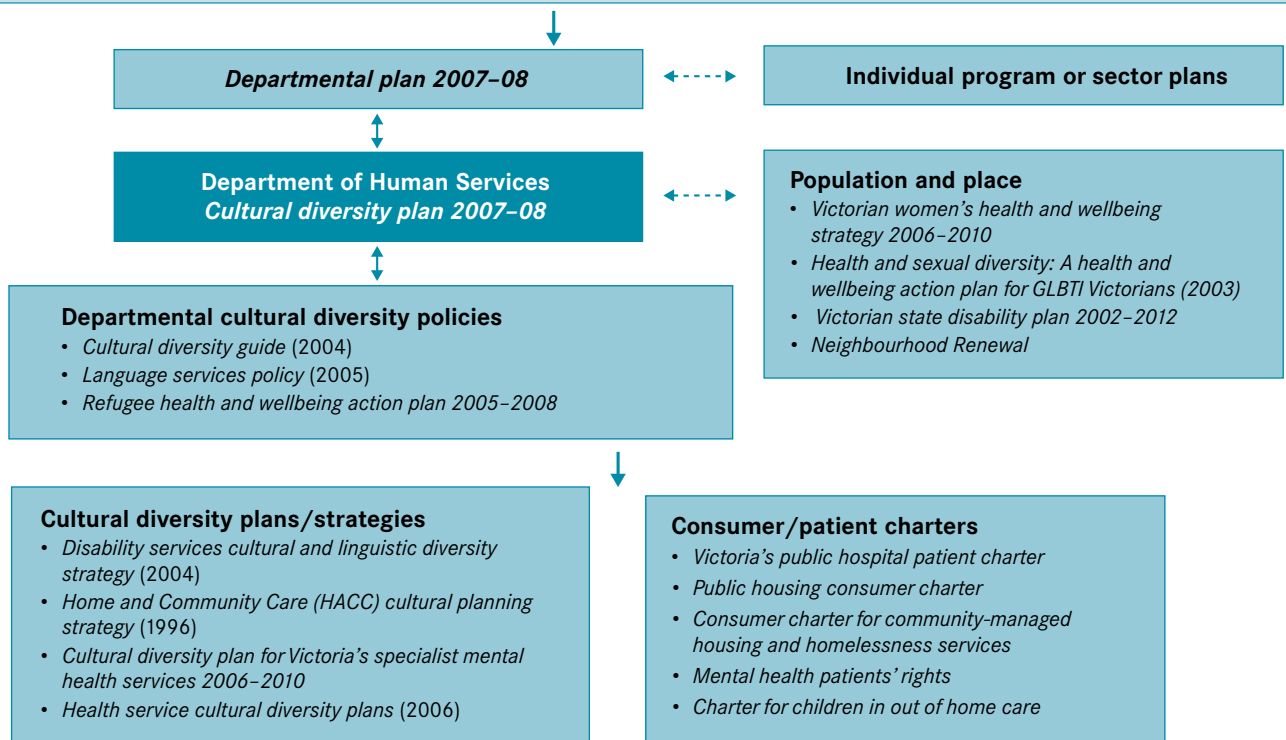 Departmental plan 2007–08
Individual program or sector plans
Department of Human Services
Cultural diversity plan 2007–08
Population and place
• Victorian women's health and wellbeing
strategy 2006–2010
• Health and sexual diversity: A health and
wellbeing action plan for GLBTI Victorians (2003)
• Victorian state disability plan 2002–2012
• Neighbourhood Renewal
Departmental cultural diversity policies
• Cultural diversity guide (2004)
• Language services policy (2005)
• Refugee health and wellbeing action plan 2005–2008
Cultural diversity plans/strategies
• Disability services cultural and linguistic diversity
strategy (2004)
• Home and Community Care (HACC) cultural planning
strategy (1996)
• Cultural diversity plan for Victoria's specialist mental
health services 2006–2010
• Health service cultural diversity plans (2006)
Consumer/patient charters
• Victoria's public hospital patient charter
• Public housing consumer charter
• Consumer charter for community-managed
housing and homelessness services
• Mental health patients' rights
• Charter for children in out of home care